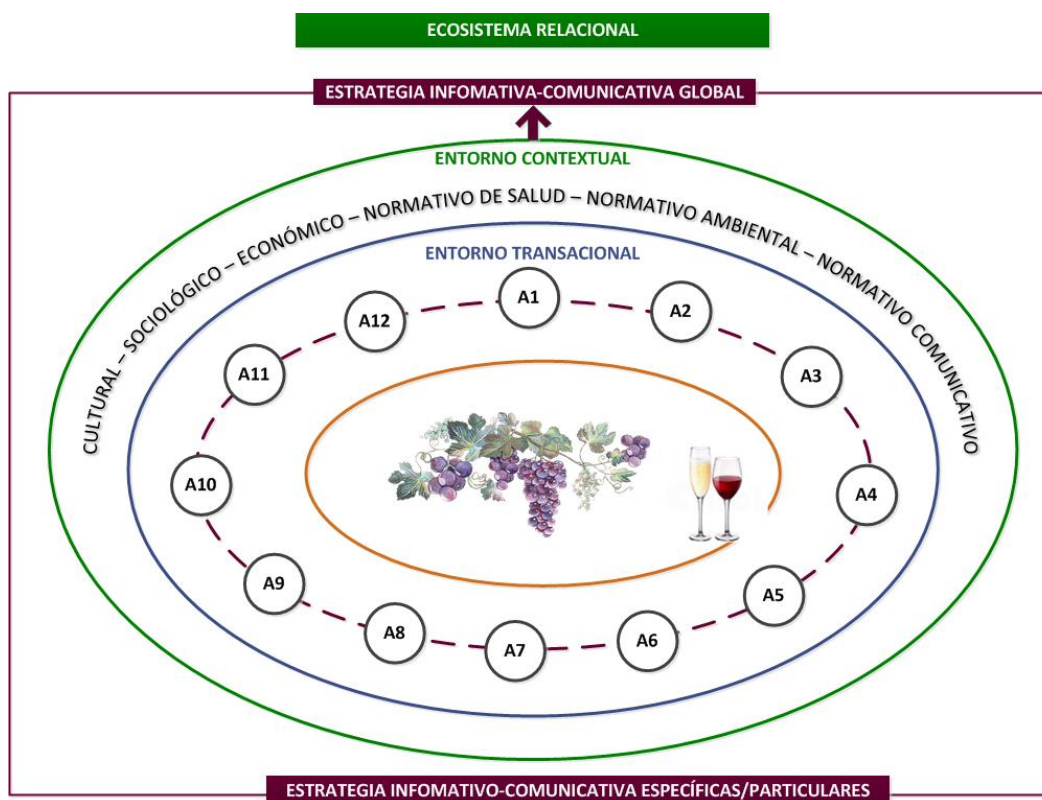 ECOSISTEMA RELACIONAL
ESTRATEGIA INFOMATIVA-COMUNICATIVA GLOBAL
ENTORNO CONTEXTUAL
CULTURAL – SOCIOLÓGICO – ECONÓMICO – NORMATIVO DE SALUD – NORMATIVO AMBIENTAL – NORMATIVO COMUNICATIVO
ENTORNO TRANSACIONAL
A1
A2
A3
A4
A5
A6
A7
A8
A9
A10
A11
A12
ESTRATEGIA INFOMATIVO-COMUNICATIVA ESPECÍFICAS/PARTICULARES